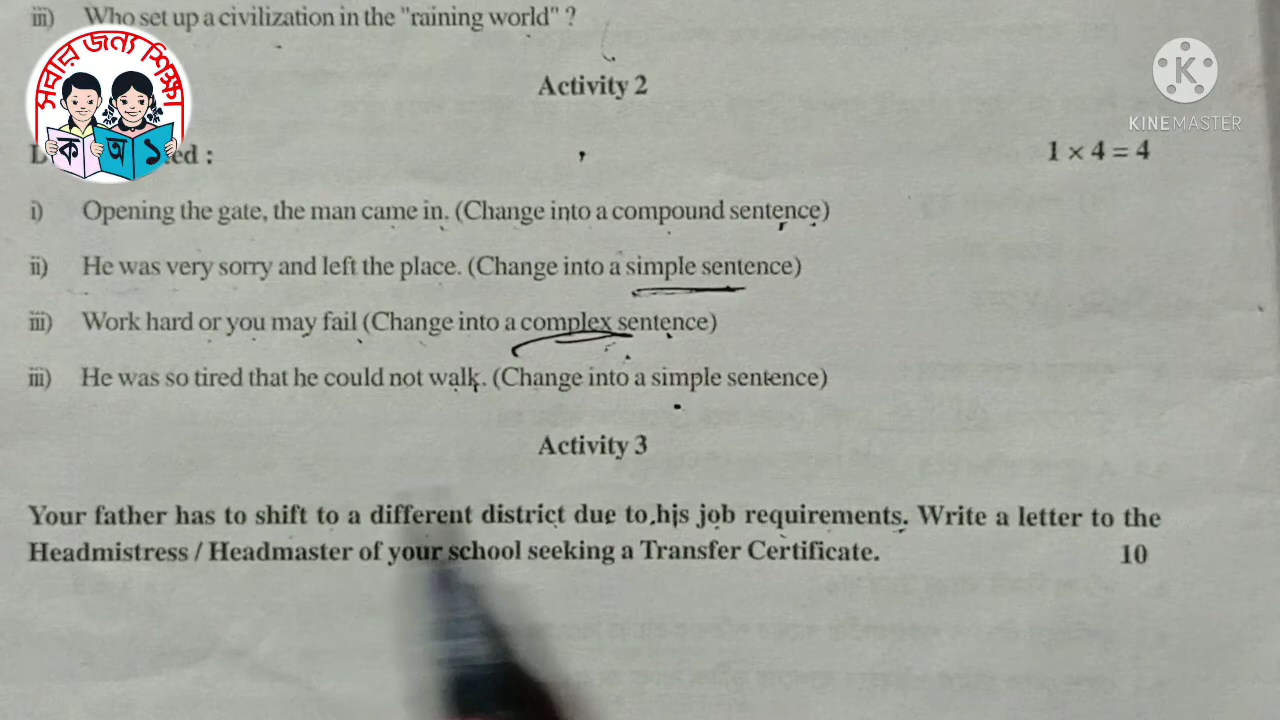 iii) Who set up a civilization in the "raining world" ?
সবার জন্য শিক্ষা
ক অ ১
KINEMASTER
Activity 2
ed : 1 × 4 = 4
i) Opening the gate, the man came in. (Change into a compound sentence)
ii) He was very sorry and left the place. (Change into a simple sentence)
iii) Work hard or you may fail (Change into a complex sentence)
iii) He was so tired that he could not walk. (Change into a simple sentence)
Activity 3
Your father has to shift to a different district due to his job requirements. Write a letter to the
Headmistress / Headmaster of your school seeking a Transfer Certificate. 10